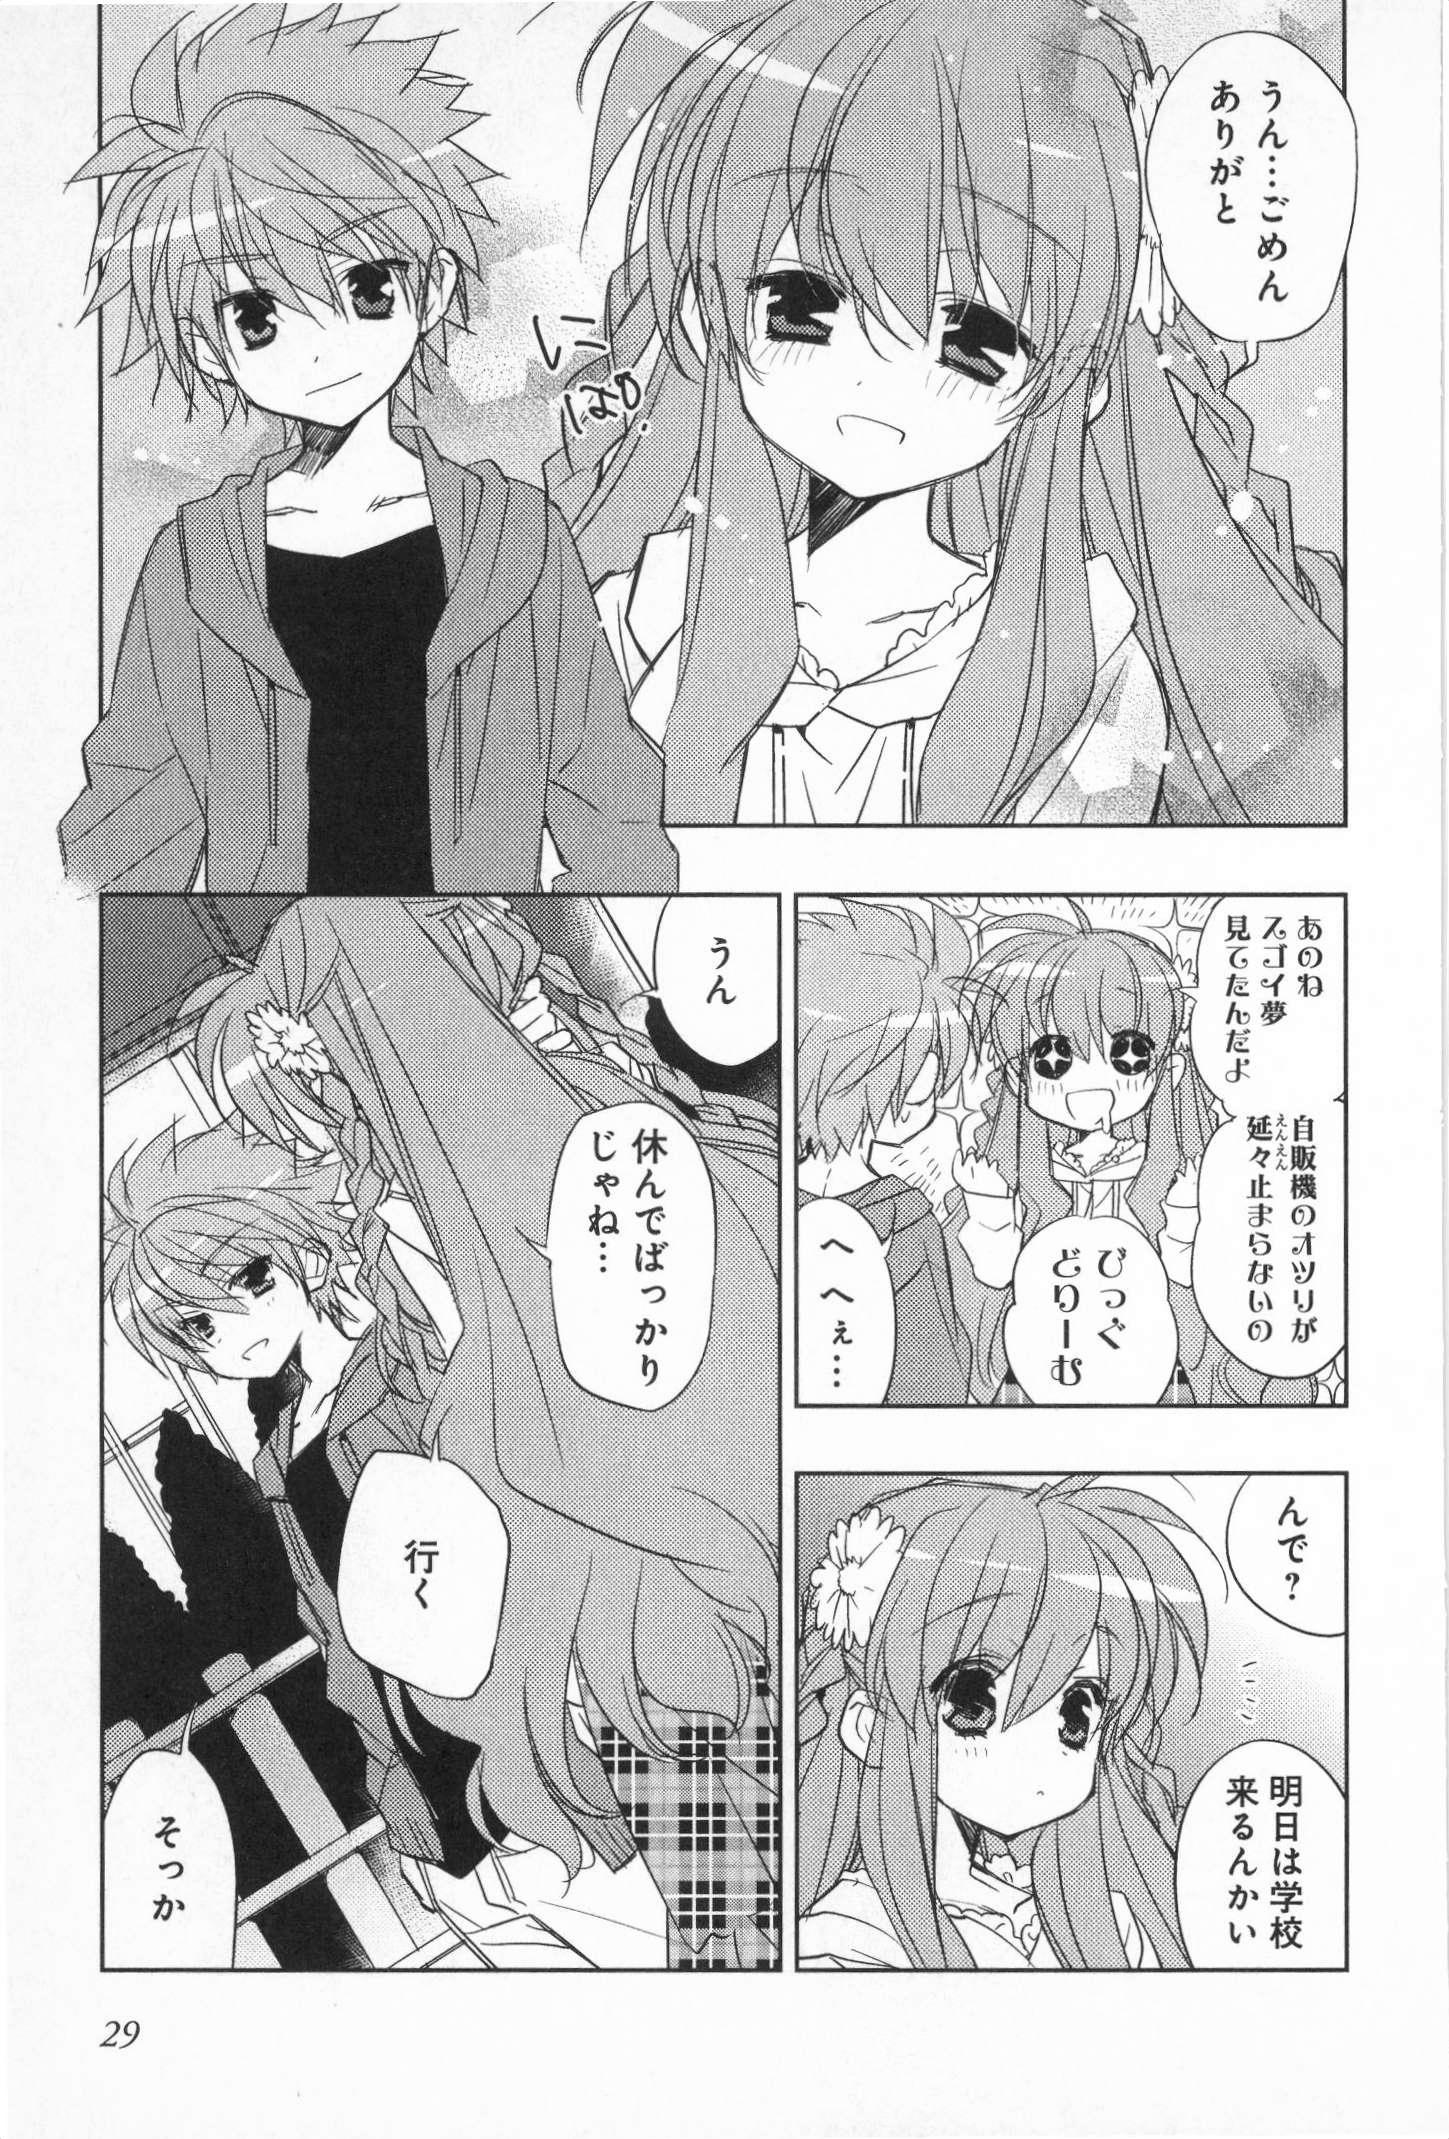 うん…ごめん
ありがと
に
ぱ。
あのね
スゴイ夢
見てたんだよ
自販機のオツリが
えんえん
延々止まらないの
びっぐ
どりーむ
へへぇ…
んで?
明日は学校
来るんかい
うん
休んでばっかり
じゃね…
行く
そっか
29